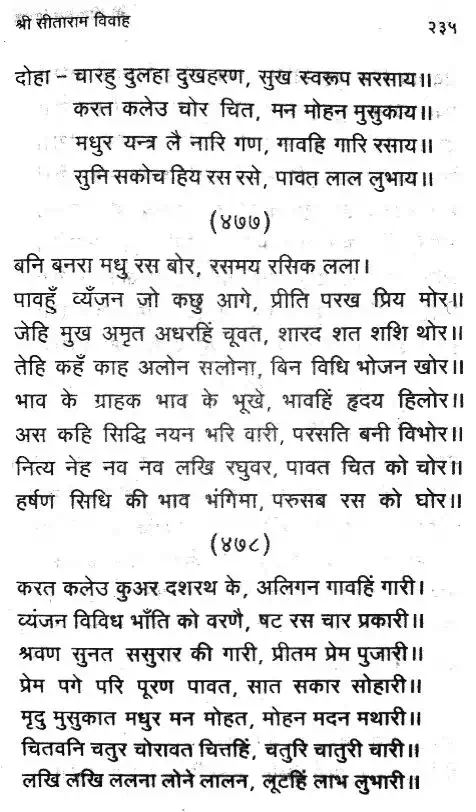 श्री सीताराम विवाह
२३५
दोहा – चारहु दुलहा दुखहरण, सुख स्वरूप सरसाय॥
करत कलेउ चोर चित, मन मोहन मुसुकाय॥
मधुर यन्त्र लै नारि गण, गावहि गारि रसाय॥
सुनि सकोच हिय रस रसे, पावत लाल लुभाय॥
(४७७)
बनि बनरा मधु रस बोर, रसमय रसिक लला।
पावहुँ व्यँजन जो कछु आगे, प्रीति परख प्रिय मोर॥
जेहि मुख अमृत अधरहिं चूवत, शारद शत शशि थोर॥
तेहि कहँ काह अलोन सलोना, बिन विधि भोजन खोर॥
भाव के ग्राहक भाव के भूखे, भावहिं हृदय हिलोर॥
अस कहि सिद्धि नयन भरि वारी, परसति बनी विभोर॥
नित्य नेह नव नव लखि रघुवर, पावत चित को चोर॥
हर्षण सिधि की भाव भंगिमा, परुसब रस को घोर॥
(४७८)
करत कलेउ कुअर दशरथ के, अलिगन गावहिं गारी।
व्यंजन विविध भाँति को वरणै, षट रस चार प्रकारी॥
श्रवण सुनत ससुरार की गारी, प्रीतम प्रेम पुजारी॥
प्रेम पगे परि पूरण पावत, सात सकार सोहारी॥
मृदु मुसुकात मधुर मन मोहत, मोहन मदन मथारी॥
चितवनि चतुर चोरावत चित्तहिं, चतुरि चातुरी चारी॥
लखि लखि ललना लोने लालन, लूटहिं लाभ लुभारी॥